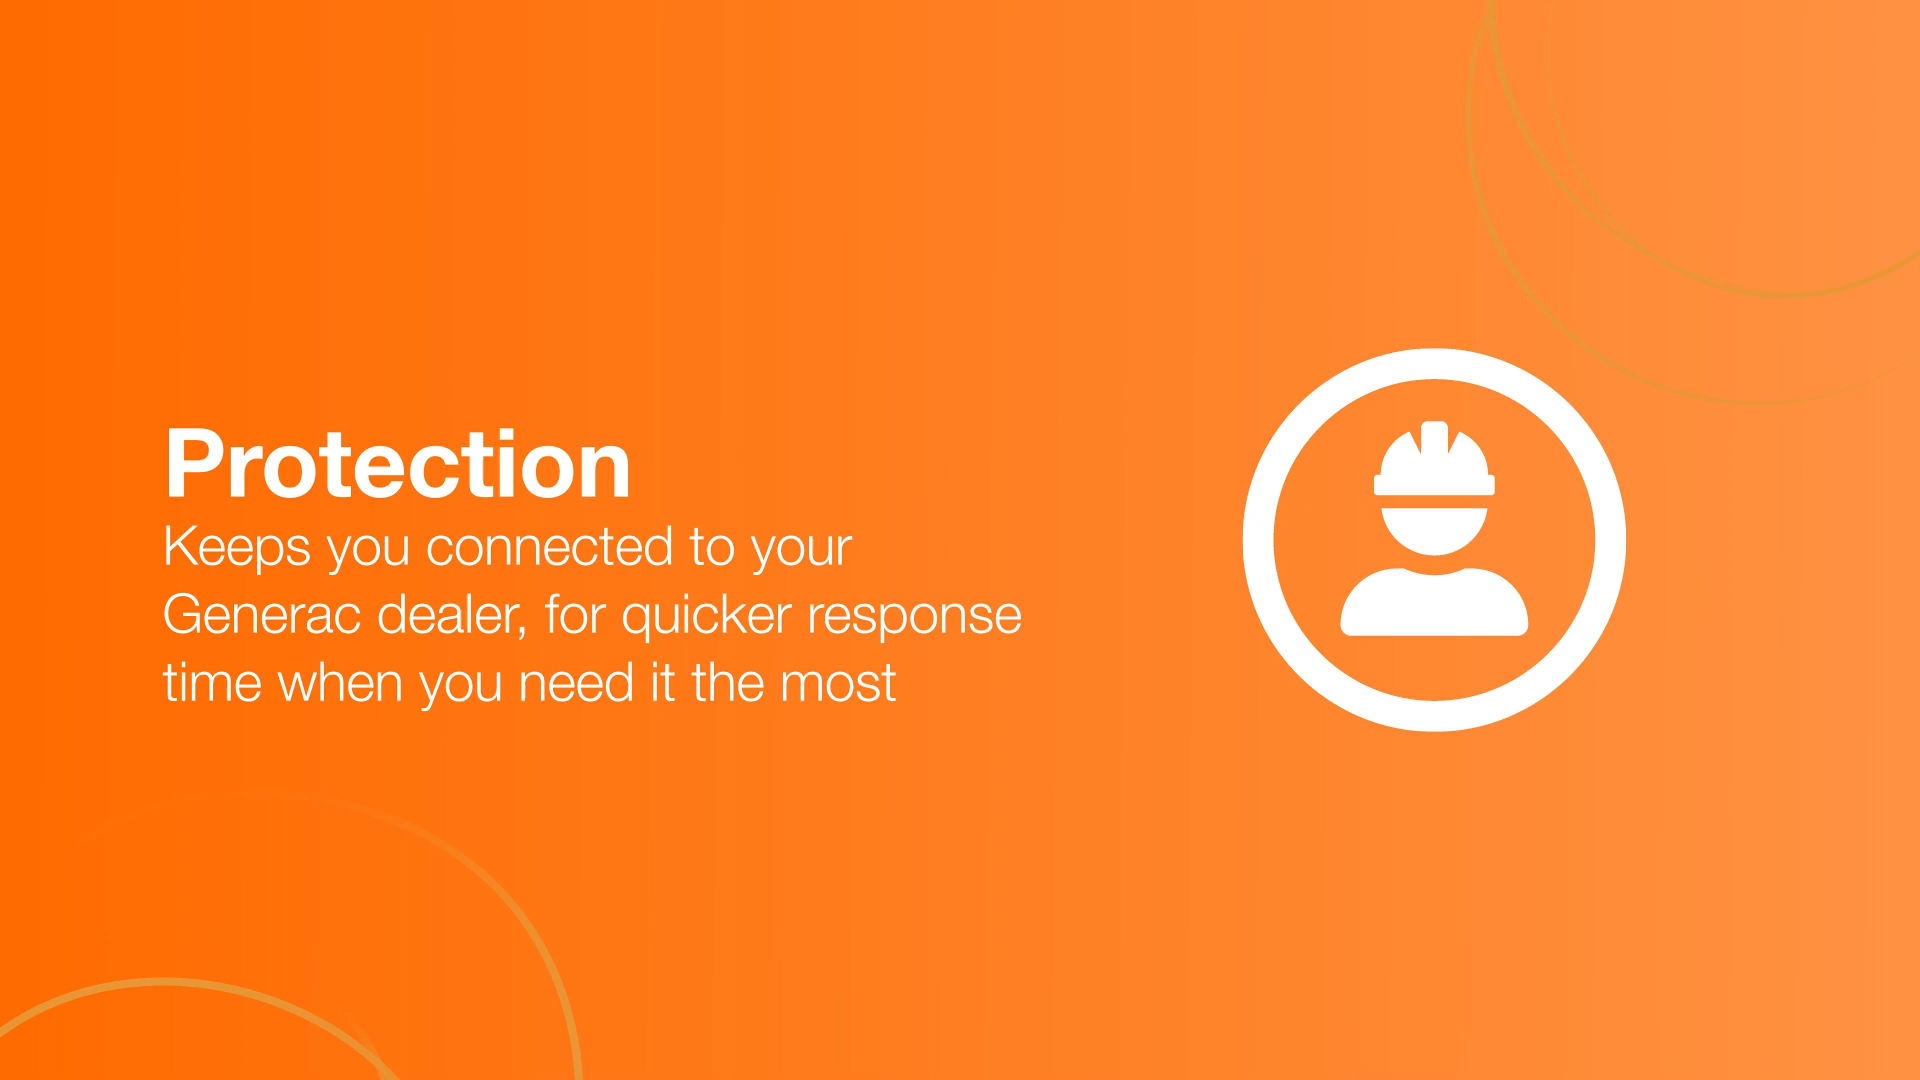 Protection
Keeps you connected to your
Generac dealer, for quicker response
time when you need it the most